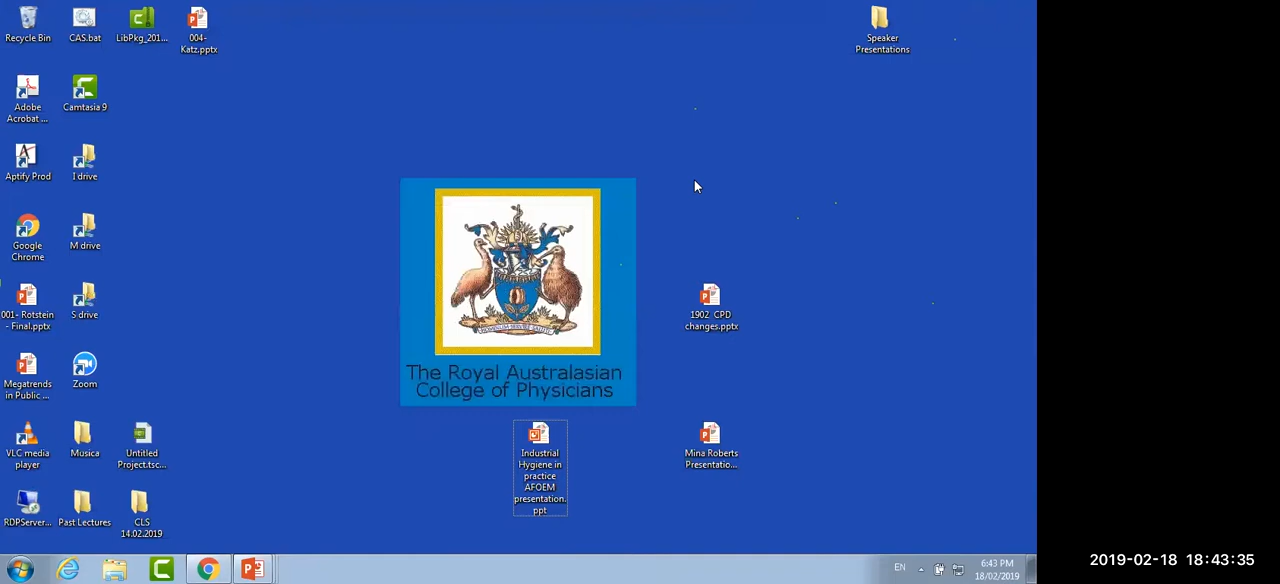 Recycle Bin
CAS.bat
LibPkg_201...
004-
Katz.pptx
Speaker
Presentations
Adobe
Acrobat ...
Camtasia 9
Aptify Prod
I drive
Google
Chrome
M drive
001- Rotstein
- Final.pptx
S drive
1902 CPD
changes.pptx
Megatrends
in Public ...
Zoom
The Royal Australasian
College of Physicians
VLC media
player
Musica
Untitled
Project.tsc...
Industrial
Hygiene in
practice
AFOEM
presentation.
ppt
Mina Roberts
Presentatio...
RDPServer...
Past Lectures
CLS
14.02.2019
EN
6:43 PM
18/02/2019
2019-02-18 18:43:35